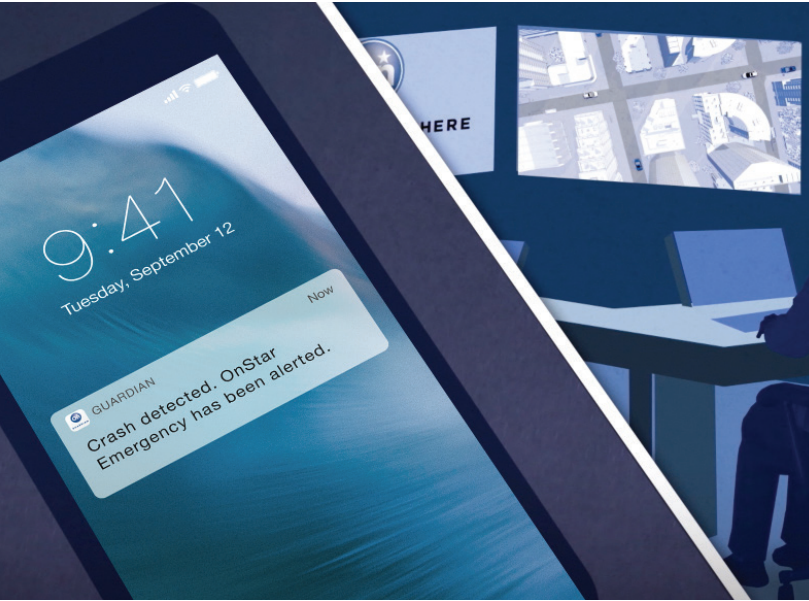 9:41
Tuesday, September 12
GUARDIAN
Now
Crash detected. OnStar
Emergency has been alerted.
HERE